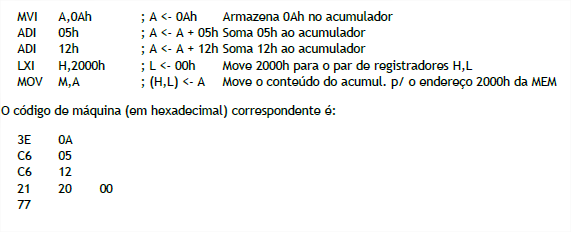 MVI A,0Ah ; A <- 0Ah Armazena 0Ah no acumulador
ADI 05h ; A <- A + 05h Soma 05h ao acumulador
ADI 12h ; A <- A + 12h Soma 12h ao acumulador
LXI H,2000h ; L <- 00h Move 2000h para o par de registradores H,L
MOV M,A ; (H,L) <- A Move o conteúdo do acumul. p/ o endereço 2000h da MEM
O código de máquina (em hexadecimal) correspondente é:
3E 0A
C6 05
C6 12
21 20 00
77